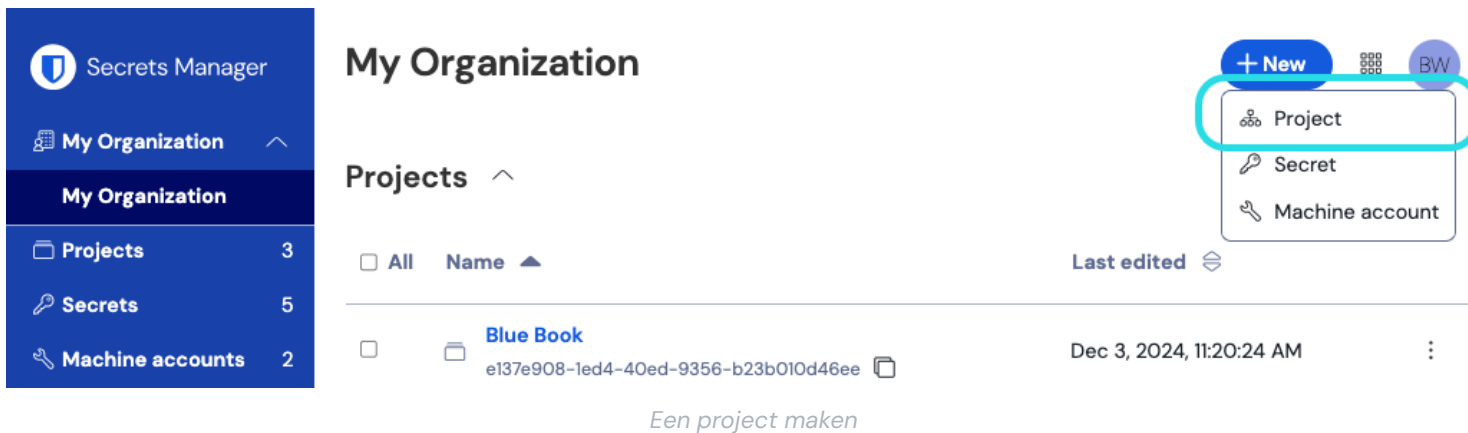 Secrets Manager
My Organization
My Organization
Projects 3
Secrets 5
Machine accounts 2
My Organization
+ New
BW
Project
Secret
Machine account
Projects
All Name Last edited
Blue Book
e137e908-1ed4-40ed-9356-b23b010d46ee
Dec 3, 2024, 11:20:24 AM
Een project maken